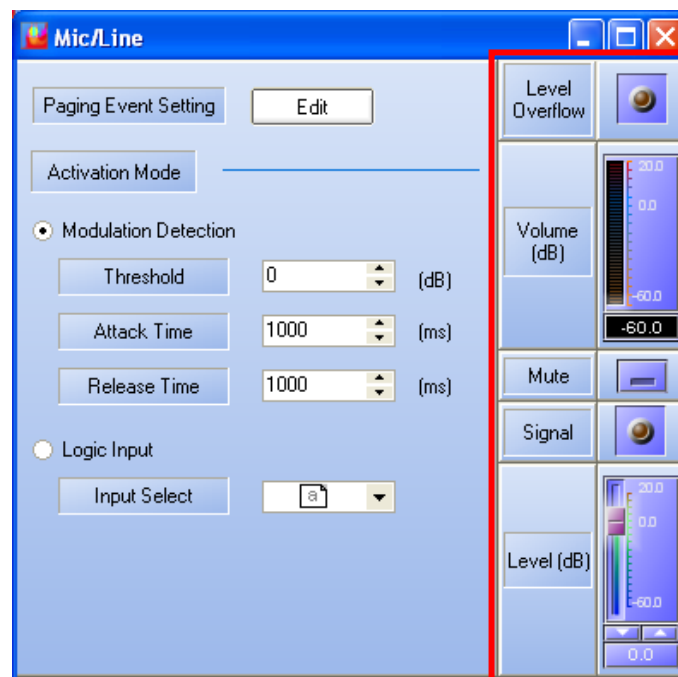 Mic/Line
Paging Event Setting
Edit
Activation Mode
Modulation Detection
Threshold
0
(dB)
Attack Time
1000
(ms)
Release Time
1000
(ms)
Logic Input
Input Select
a
Level
Overflow
Volume
(dB)
20.0
0.0
-60.0
-60.0
Mute
Signal
Level (dB)
20.0
0.0
-60.0
0.0